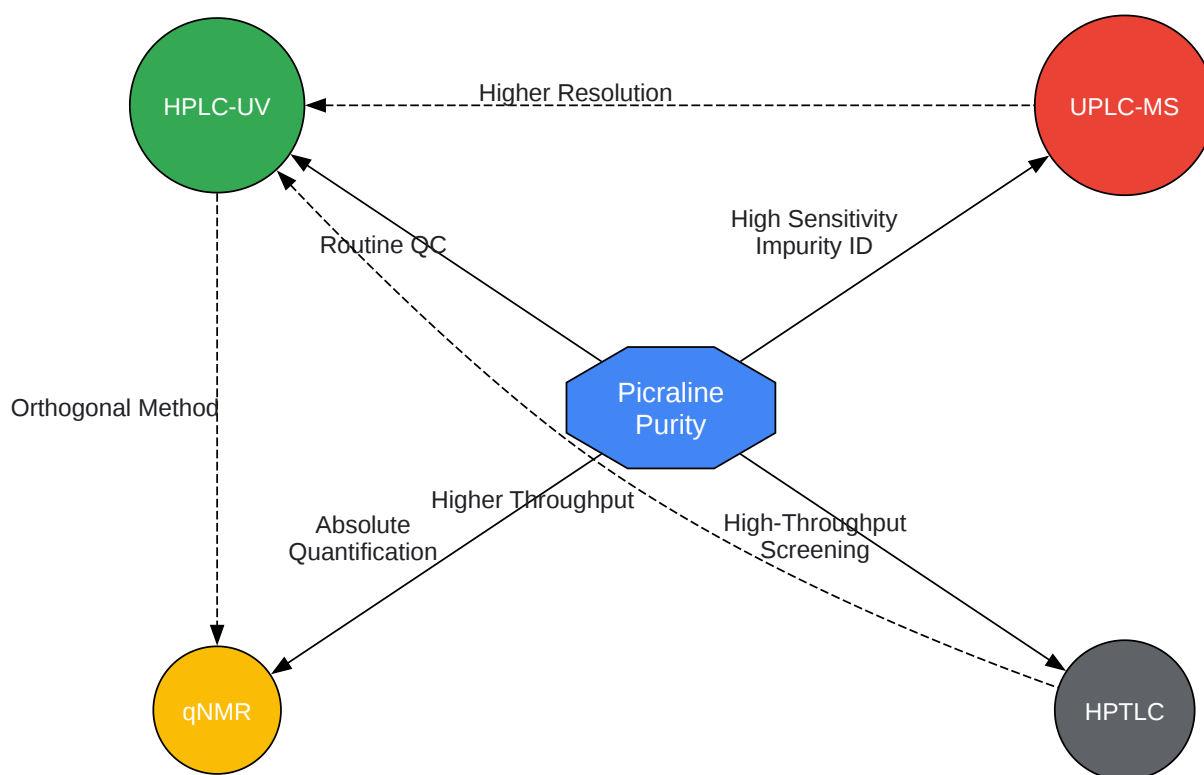 HPLC-UV
Higher Resolution
UPLC-MS
Routine QC
High Sensitivity
Impurity ID
Orthogonal Method
Picraline
Purity
Higher Throughput
Absolute
Quantification
High-Throughput
Screening
qNMR
HPTLC